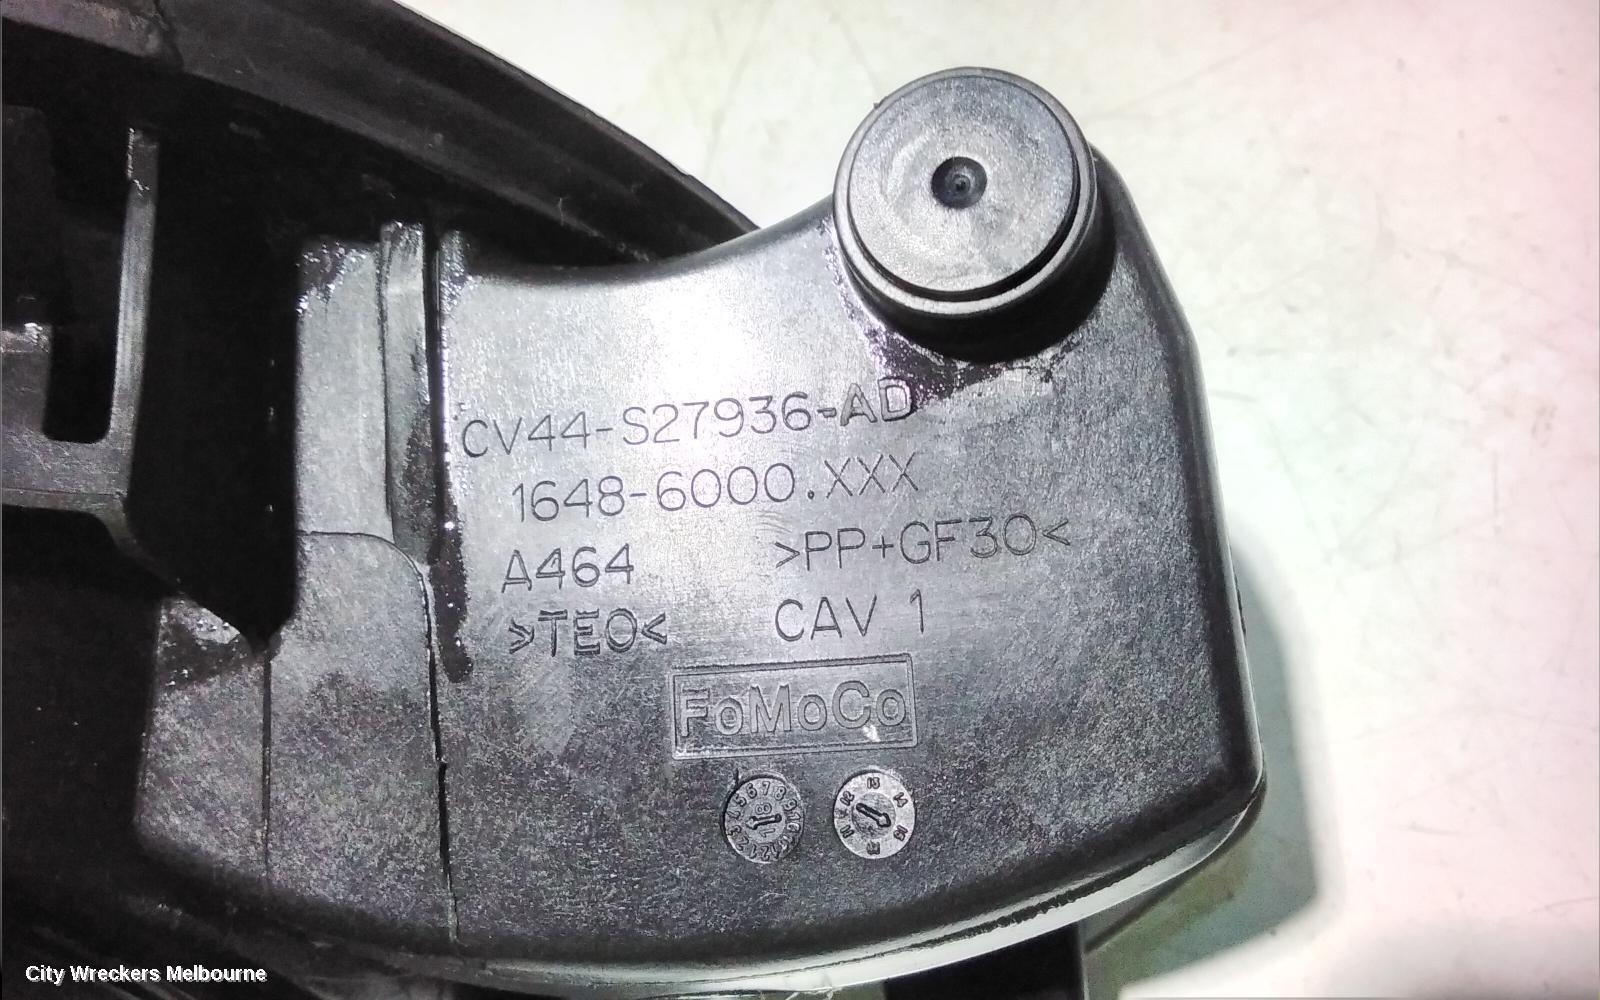 CV44-S27936-AD
1648-6000.XXX
A464 >PP+GF30<
>TEO< CAV 1
FoMoCo
City Wreckers Melbourne